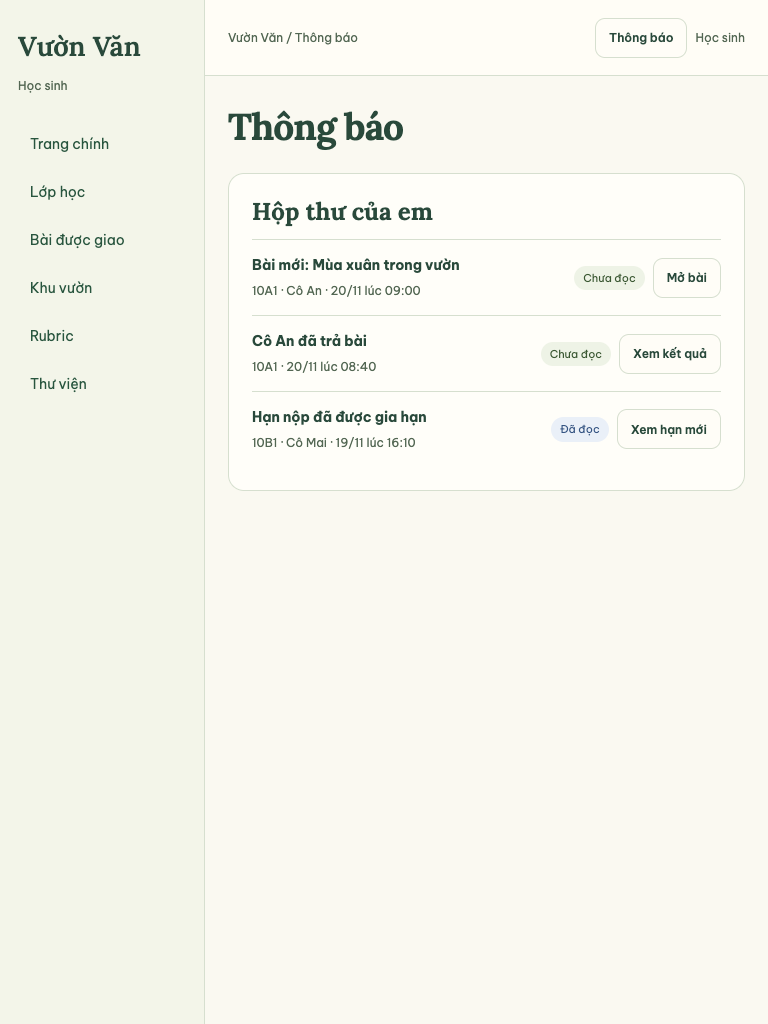 Vườn Văn
Học sinh
Trang chính
Lớp học
Bài được giao
Khu vườn
Rubric
Thư viện
Vườn Văn / Thông báo
Thông báo
Học sinh
Thông báo
Hộp thư của em
Bài mới: Mùa xuân trong vườn
10A1 · Cô An · 20/11 lúc 09:00
Chưa đọc
Mở bài
Cô An đã trả bài
10A1 · 20/11 lúc 08:40
Chưa đọc
Xem kết quả
Hạn nộp đã được gia hạn
10B1 · Cô Mai · 19/11 lúc 16:10
Đã đọc
Xem hạn mới